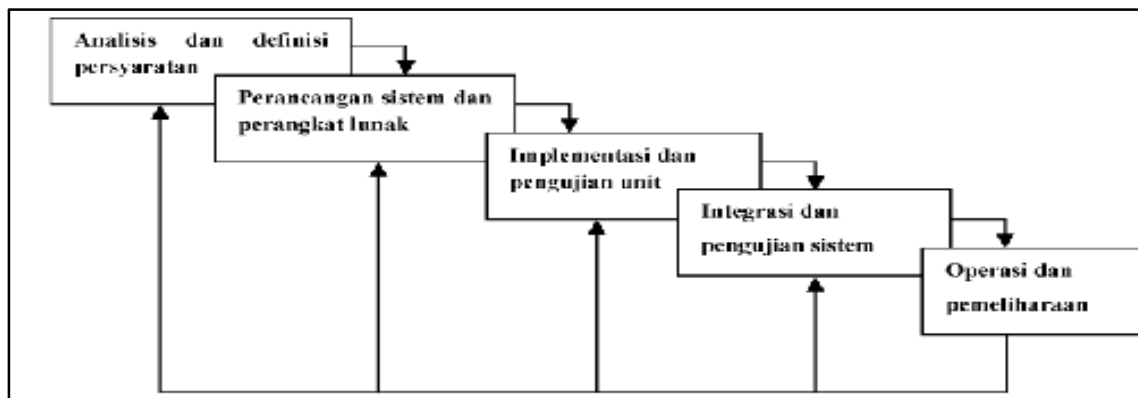 Analisis dan definisi
persyaratan
Perancangan sistem dan
perangkat lunak
Implementasi dan
pengujian unit
Integrasi dan
pengujian sistem
Operasi dan
pemeliharaan